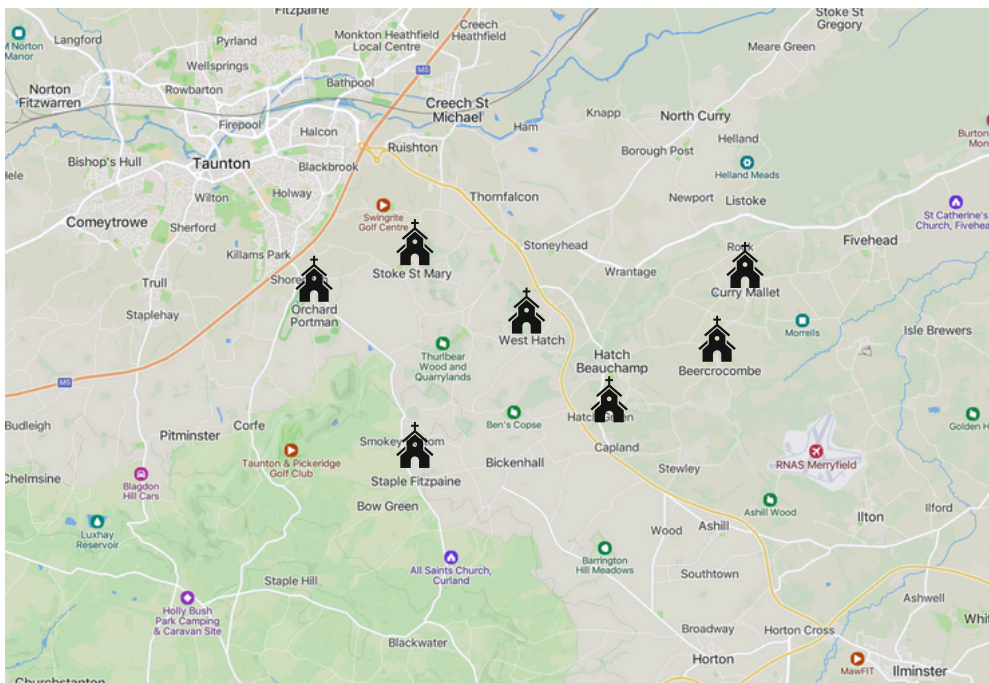 Fitzpaine
Stoke St
Gregory
Langford
Pyrland
Monkton Heathfield
Local Centre
Creech
Heathfield
M Norton
Manor
Meare Green
Wellsprings
M5
Norton
Fitzwarren
Rowbarton
Bathpool
Creech St
Michael
Knapp
North Curry
Firepool
Halcon
Ham
Helland
Burton
Mon
Bishop's Hull
Taunton
Blackbrook
Ruishton
Borough Post
Hele
Helland Meads
Wilton
Holway
Thornfalcon
Newport
Listoke
Comeytrowe
Sherford
Swingrite
Golf Centre
St Catherine's
Church, Fivehea
Killams Park
Stoneyhead
Fivehead
Stoke St Mary
Wrantage
Trull
Orchard
Portman
Curry Mallet
Staplehay
West Hatch
Morrells
Isle Brewers
Thurlbear
Wood and
Quarrylands
Hatch
Beauchamp
Beercrocombe
M5
Budleigh
Corfe
Ben's Copse
Golden H
Pitminster
Capland
Taunton & Pickeridge
Golf Club
Bickenhall
Stewley
RNAS Merryfield
Chelmsine
Blagdon
Hill Cars
Staple Fitzpaine
Bow Green
Ashill Wood
Ilton
Ilford
Luxhay
Reservoir
Wood
Ashill
All Saints Church,
Curland
Barrington
Hill Meadows
Staple Hill
Southtown
Ashwell
Holly Bush
Park Camping
& Caravan Site
Blackwater
Broadway
Horton Cross
Whit
Horton
MawFIT
Ilminster
Churchstanton